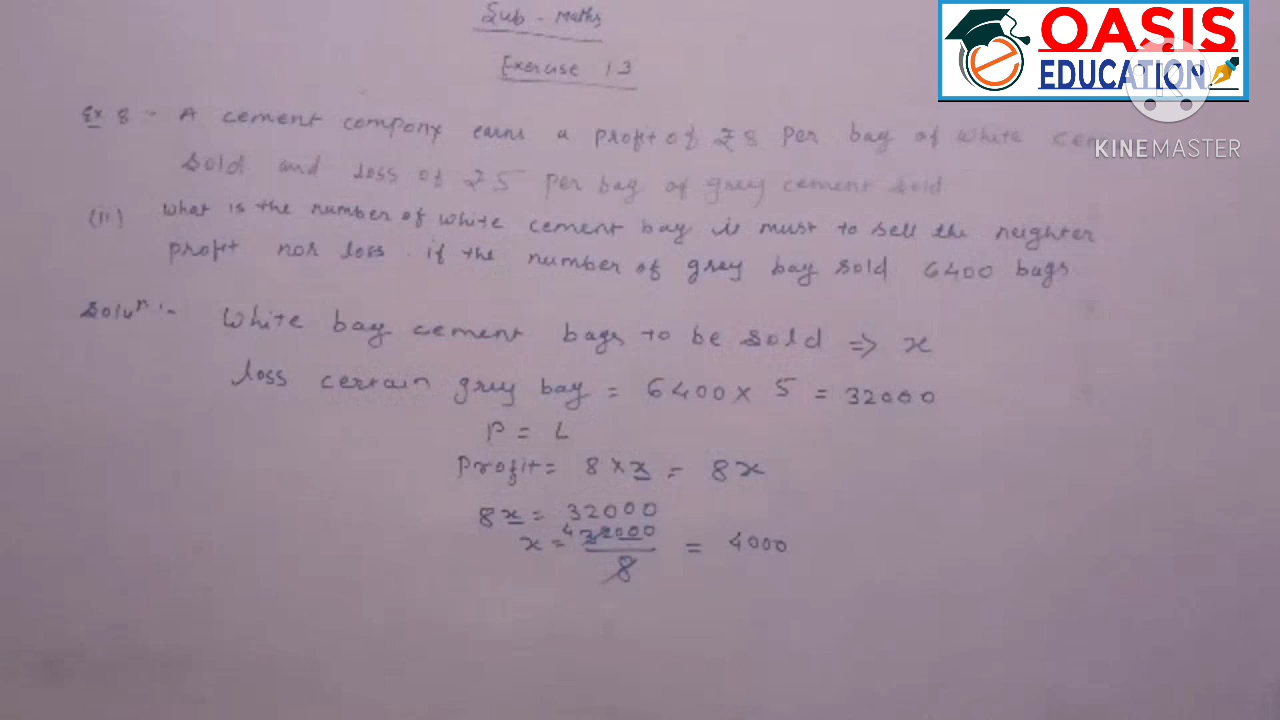 Sub - Maths
OASIS
EDUCATION
Exercise 1.3
KINEMASTER
Ex 8 - A cement company earns a profit of ₹8 per bag of white cem
sold and loss of ₹5 per bag of grey cement sold
(ii) What is the number of white cement bag is must to sell the neighter
profit nor loss . if the number of grey bag sold 6400 bags
Soluⁿ :- White bag cement bags to be sold => x
loss certain grey bag = 6400 x 5 = 32000
P = L
Profit = 8 x x = 8x
8x = 32000
x = 4 32000 / 8 = 4000